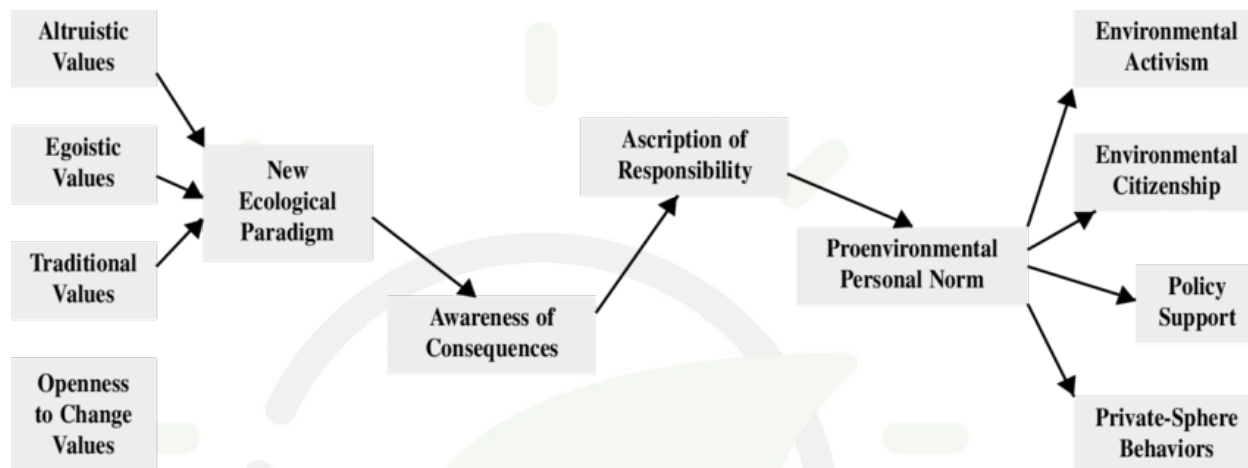 Altruistic
Values
Egoistic
Values
Traditional
Values
Openness
to Change
Values
New
Ecological
Paradigm
Awareness of
Consequences
Ascription of
Responsibility
Proenvironmental
Personal Norm
Environmental
Activism
Environmental
Citizenship
Policy
Support
Private-Sphere
Behaviors